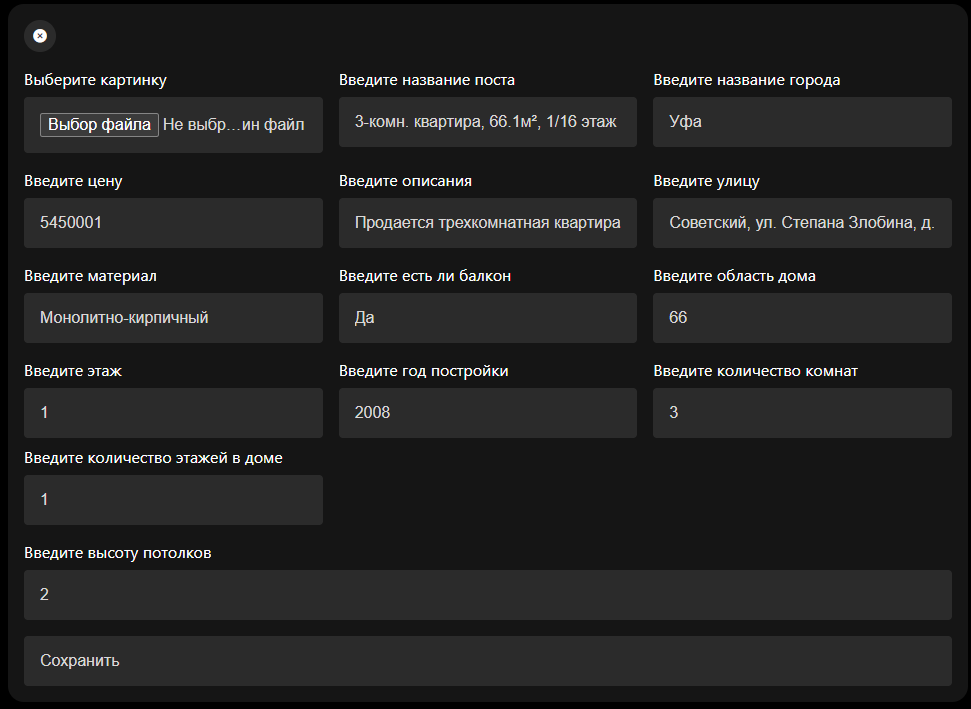 Выберите картинку
Введите название поста
Введите название города
Выбор файла Не выбр...ин файл
3-комн. квартира, 66.1м², 1/16 этаж
Уфа
Введите цену
Введите описания
Введите улицу
5450001
Продается трехкомнатная квартира
Советский, ул. Степана Злобина, д.
Введите материал
Введите есть ли балкон
Введите область дома
Монолитно-кирпичный
Да
66
Введите этаж
Введите год постройки
Введите количество комнат
1
2008
3
Введите количество этажей в доме
1
Введите высоту потолков
2
Сохранить